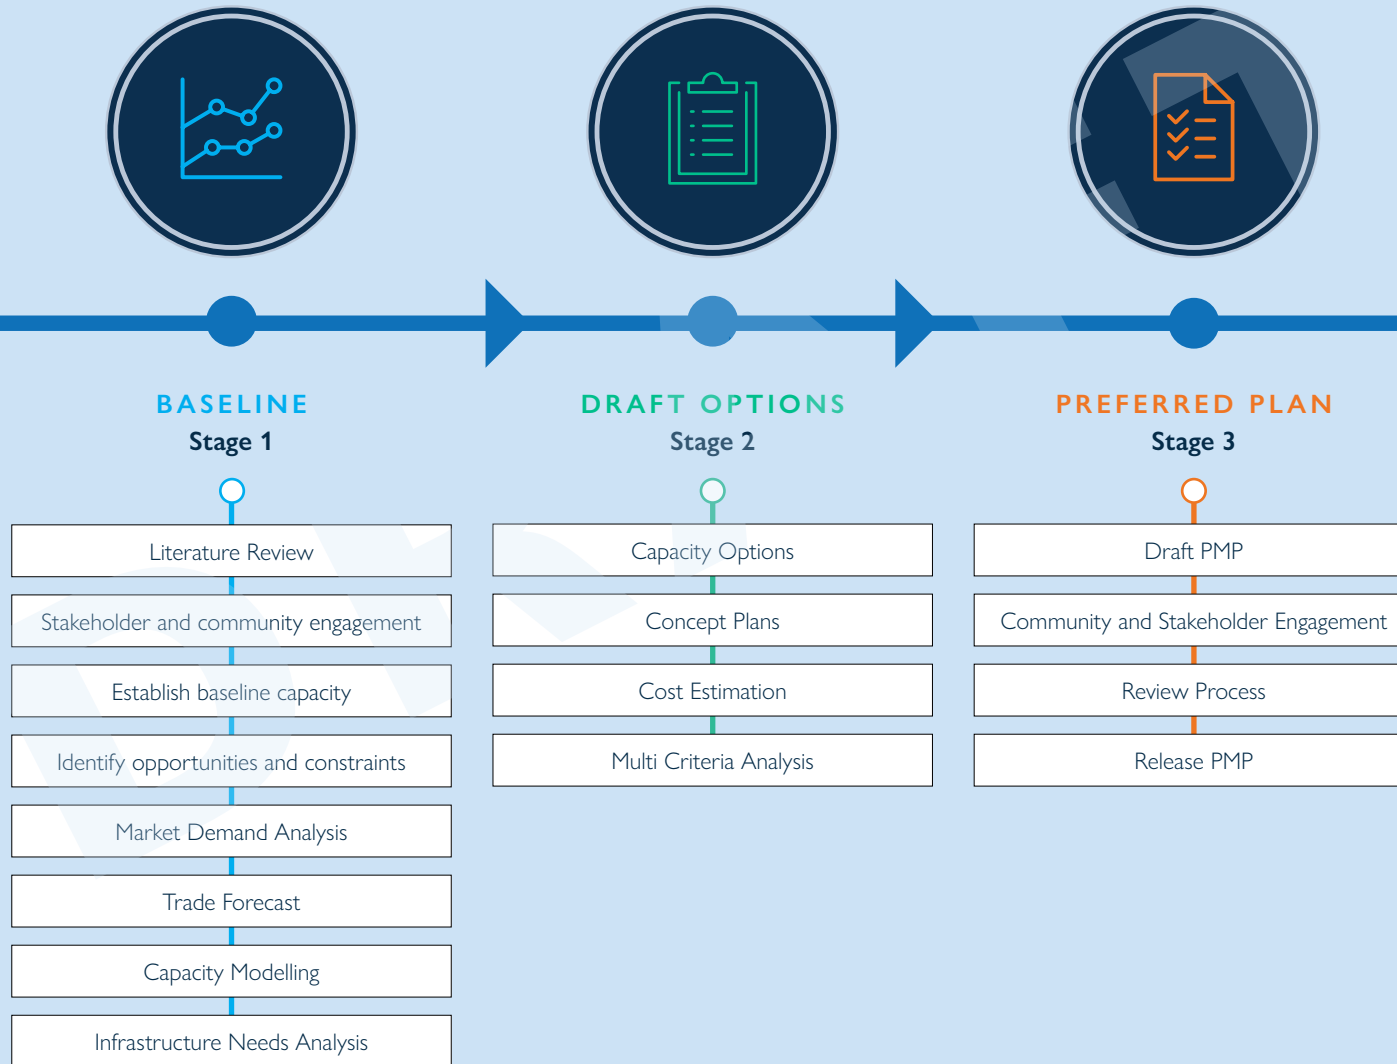 BASELINE
Stage 1
Literature Review
Stakeholder and community engagement
Establish baseline capacity
Identify opportunities and constraints
Market Demand Analysis
Trade Forecast
Capacity Modelling
Infrastructure Needs Analysis
DRAFT OPTIONS
Stage 2
Capacity Options
Concept Plans
Cost Estimation
Multi Criteria Analysis
PREFERRED PLAN
Stage 3
Draft PMP
Community and Stakeholder Engagement
Review Process
Release PMP